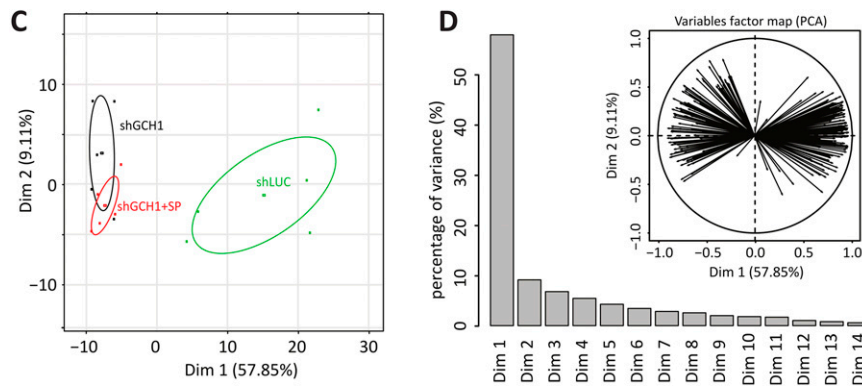 C
10
0
−10
Dim 2 (9.11%)
shGCH1
shGCH1+SP
shLUC
−10 0 10 20 30
Dim 1 (57.85%)
D
50
40
30
20
10
0
percentage of variance (%)
Dim 1 Dim 2 Dim 3 Dim 4 Dim 5 Dim 6 Dim 7 Dim 8 Dim 9 Dim 10 Dim 11 Dim 12 Dim 13 Dim 14
Variables factor map (PCA)
1.0
0.5
0.0
−0.5
−1.0
Dim 2 (9.11%)
−1.0 −0.5 0.0 0.5 1.0
Dim 1 (57.85%)